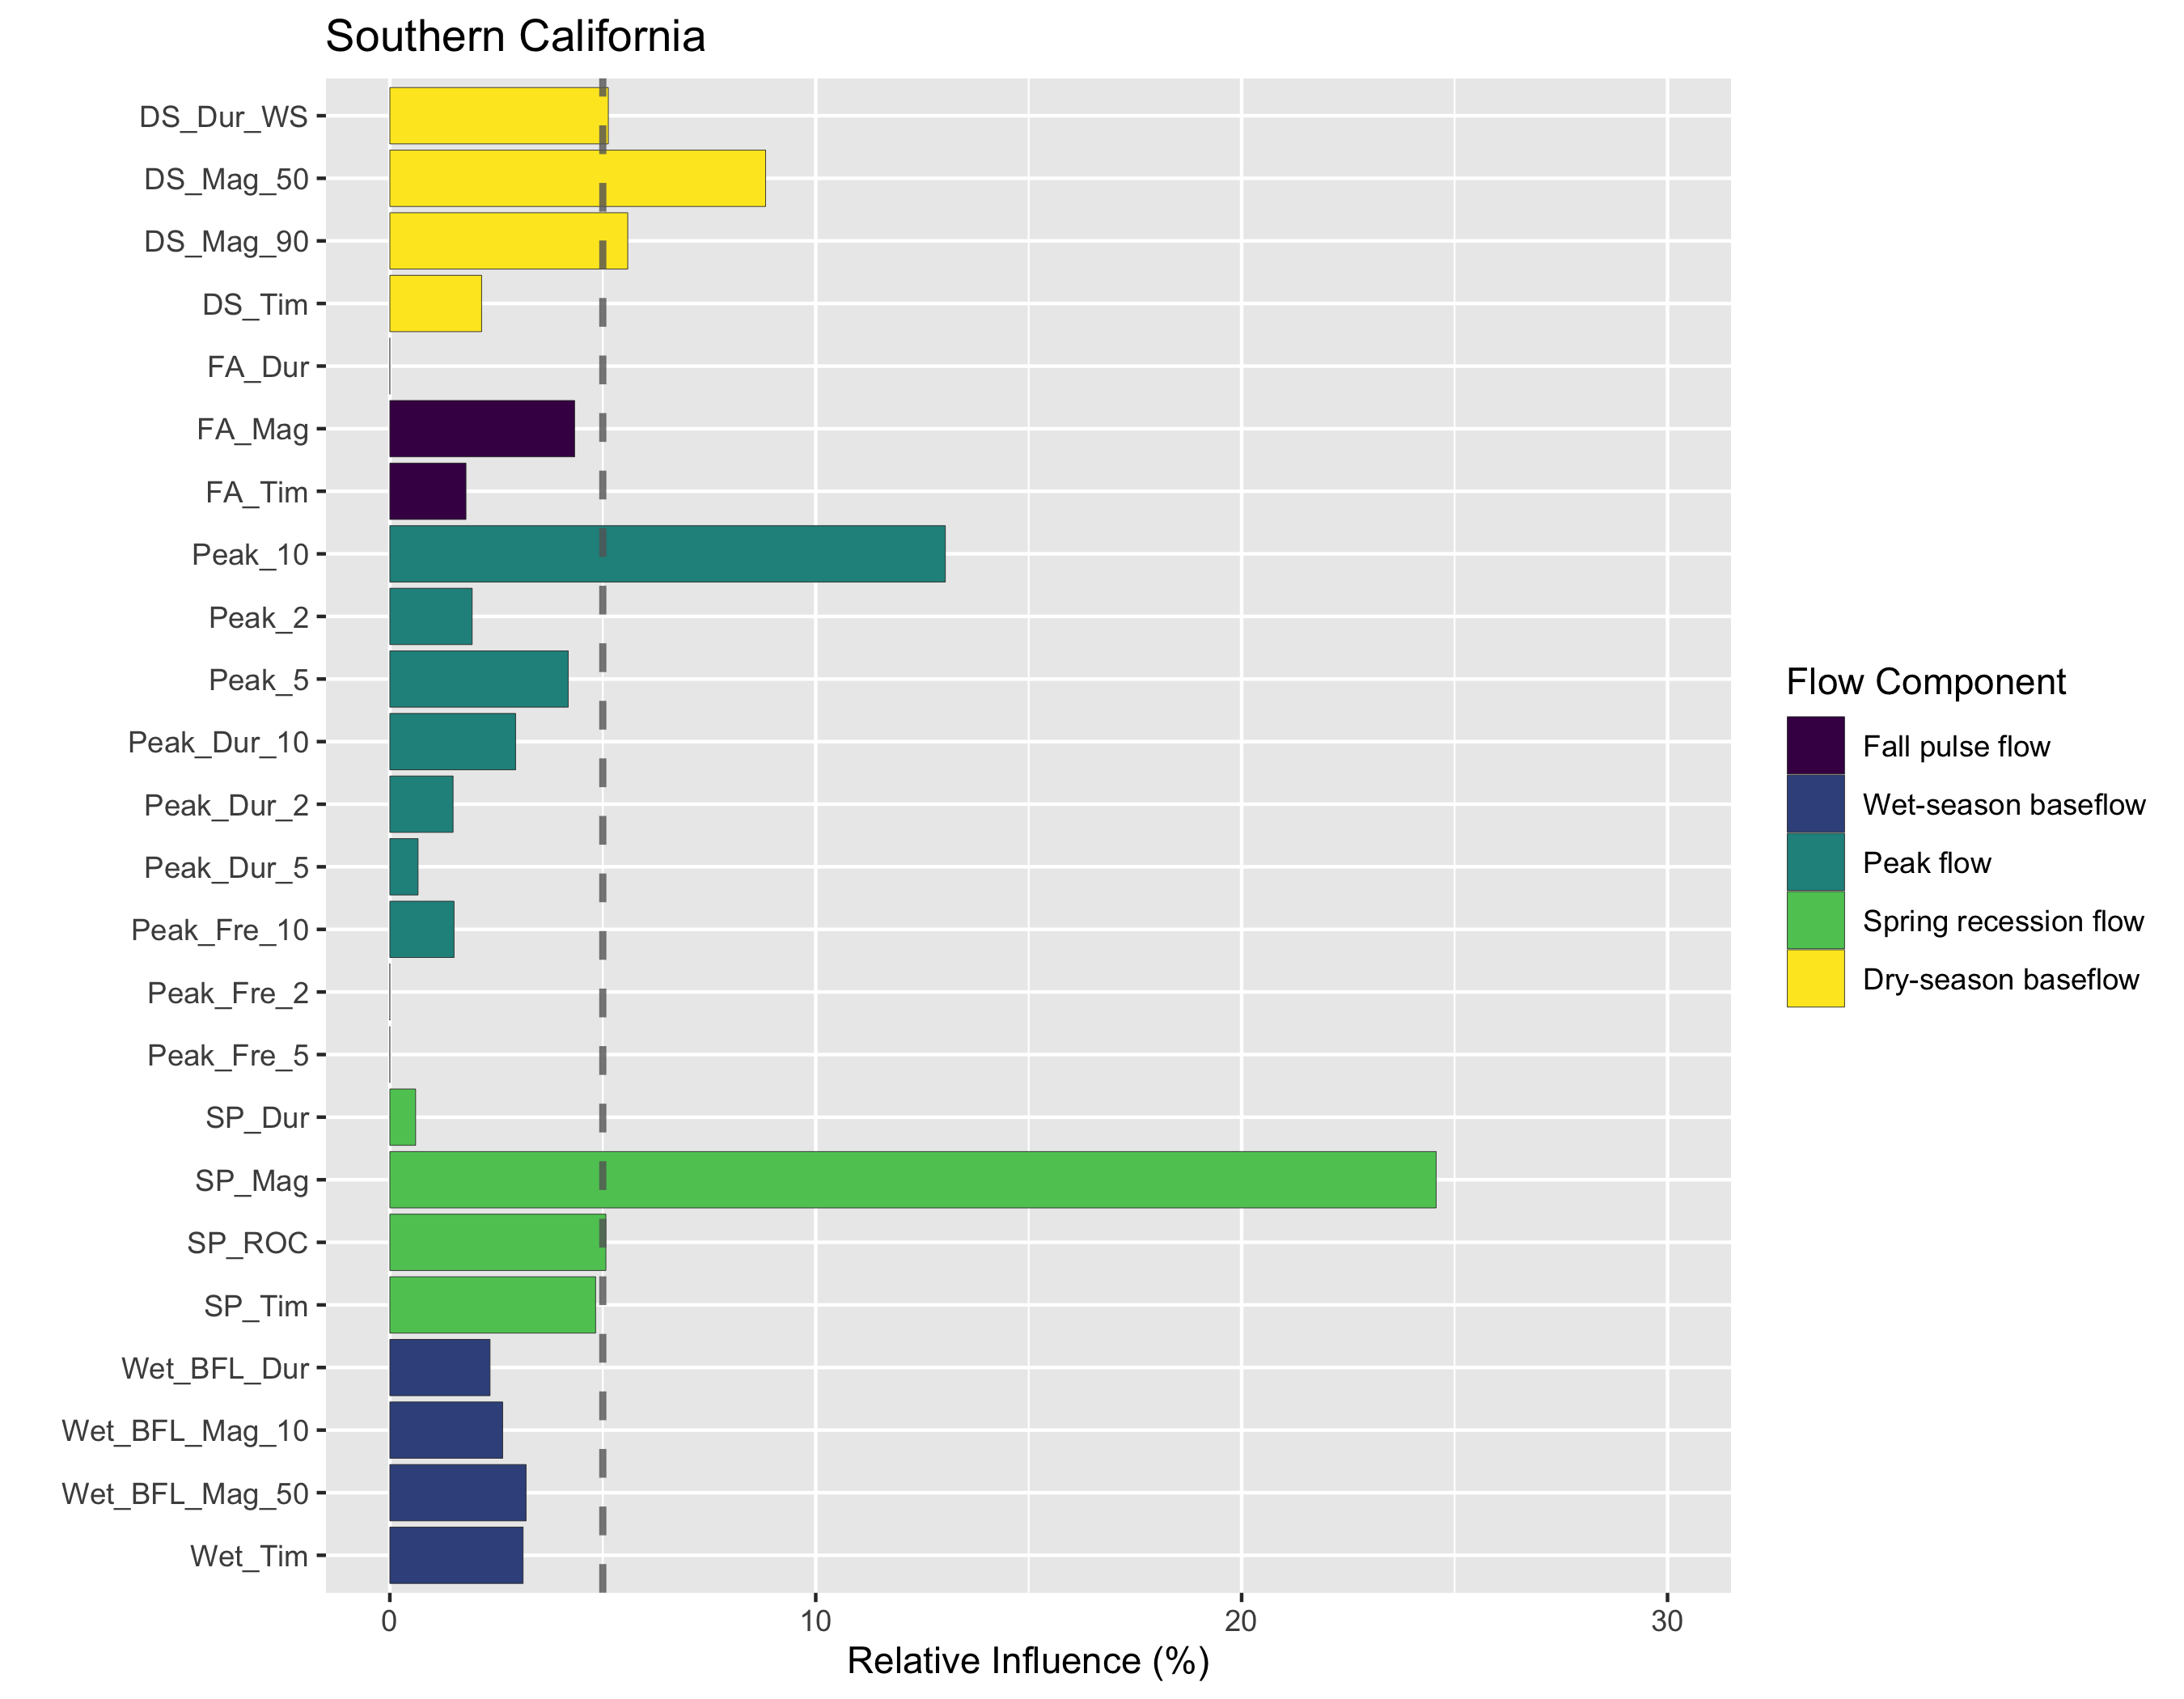 Southern California
DS_Dur_WS
DS_Mag_50
DS_Mag_90
DS_Tim
FA_Dur
FA_Mag
FA_Tim
Peak_10
Peak_2
Peak_5
Peak_Dur_10
Peak_Dur_2
Peak_Dur_5
Peak_Fre_10
Peak_Fre_2
Peak_Fre_5
SP_Dur
SP_Mag
SP_ROC
SP_Tim
Wet_BFL_Dur
Wet_BFL_Mag_10
Wet_BFL_Mag_50
Wet_Tim
0 10 20 30
Relative Influence (%)
Flow Component
Fall pulse flow
Wet-season baseflow
Peak flow
Spring recession flow
Dry-season baseflow